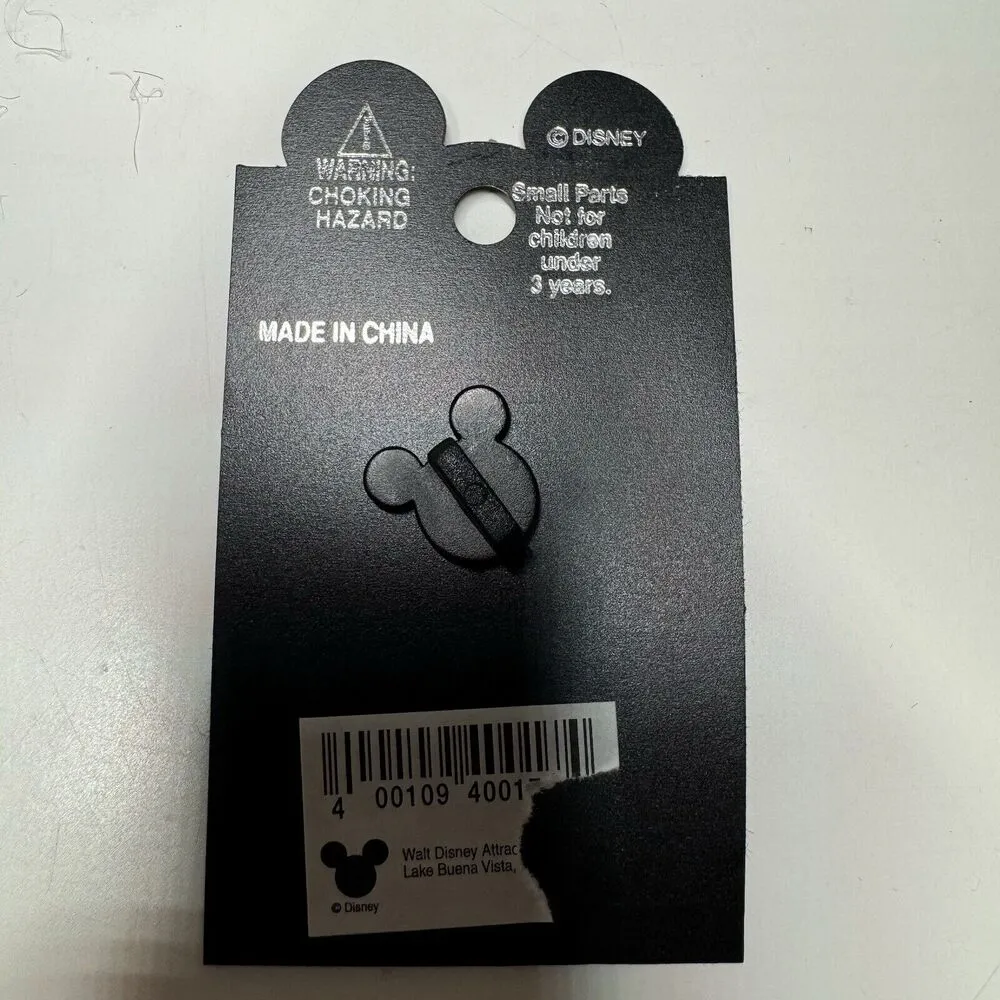 WARNING:
CHOKING
HAZARD
© DISNEY
Small Parts
Not for
children
under
3 years.
MADE IN CHINA
4 00109 4001
Walt Disney
Lake Buena Vista,
© Disney